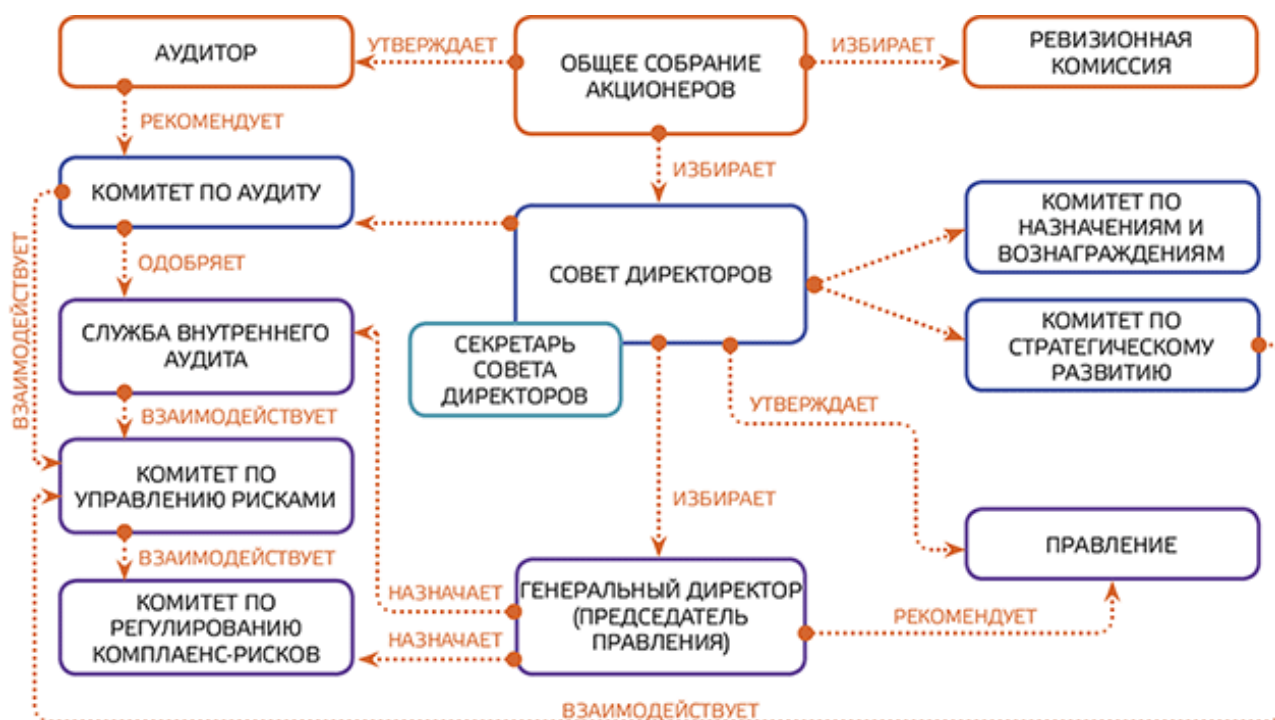 АУДИТОР
УТВЕРЖДАЕТ
ОБЩЕЕ СОБРАНИЕ
АКЦИОНЕРОВ
ИЗБИРАЕТ
РЕВИЗИОННАЯ
КОМИССИЯ
РЕКОМЕНДУЕТ
ИЗБИРАЕТ
КОМИТЕТ ПО АУДИТУ
КОМИТЕТ ПО
НАЗНАЧЕНИЯМ И
ВОЗНАГРАЖДЕНИЯМ
ВЗАИМОДЕЙСТВУЕТ
ОДОБРЯЕТ
СОВЕТ ДИРЕКТОРОВ
СЛУЖБА ВНУТРЕННЕГО
АУДИТА
СЕКРЕТАРЬ
СОВЕТА
ДИРЕКТОРОВ
КОМИТЕТ ПО
СТРАТЕГИЧЕСКОМУ
РАЗВИТИЮ
ВЗАИМОДЕЙСТВУЕТ
УТВЕРЖДАЕТ
КОМИТЕТ ПО
УПРАВЛЕНИЮ РИСКАМИ
ИЗБИРАЕТ
ВЗАИМОДЕЙСТВУЕТ
ПРАВЛЕНИЕ
КОМИТЕТ ПО
РЕГУЛИРОВАНИЮ
КОМПЛАЕНС-РИСКОВ
НАЗНАЧАЕТ
НАЗНАЧАЕТ
ГЕНЕРАЛЬНЫЙ ДИРЕКТОР
(ПРЕДСЕДАТЕЛЬ
ПРАВЛЕНИЯ)
РЕКОМЕНДУЕТ
ВЗАИМОДЕЙСТВУЕТ